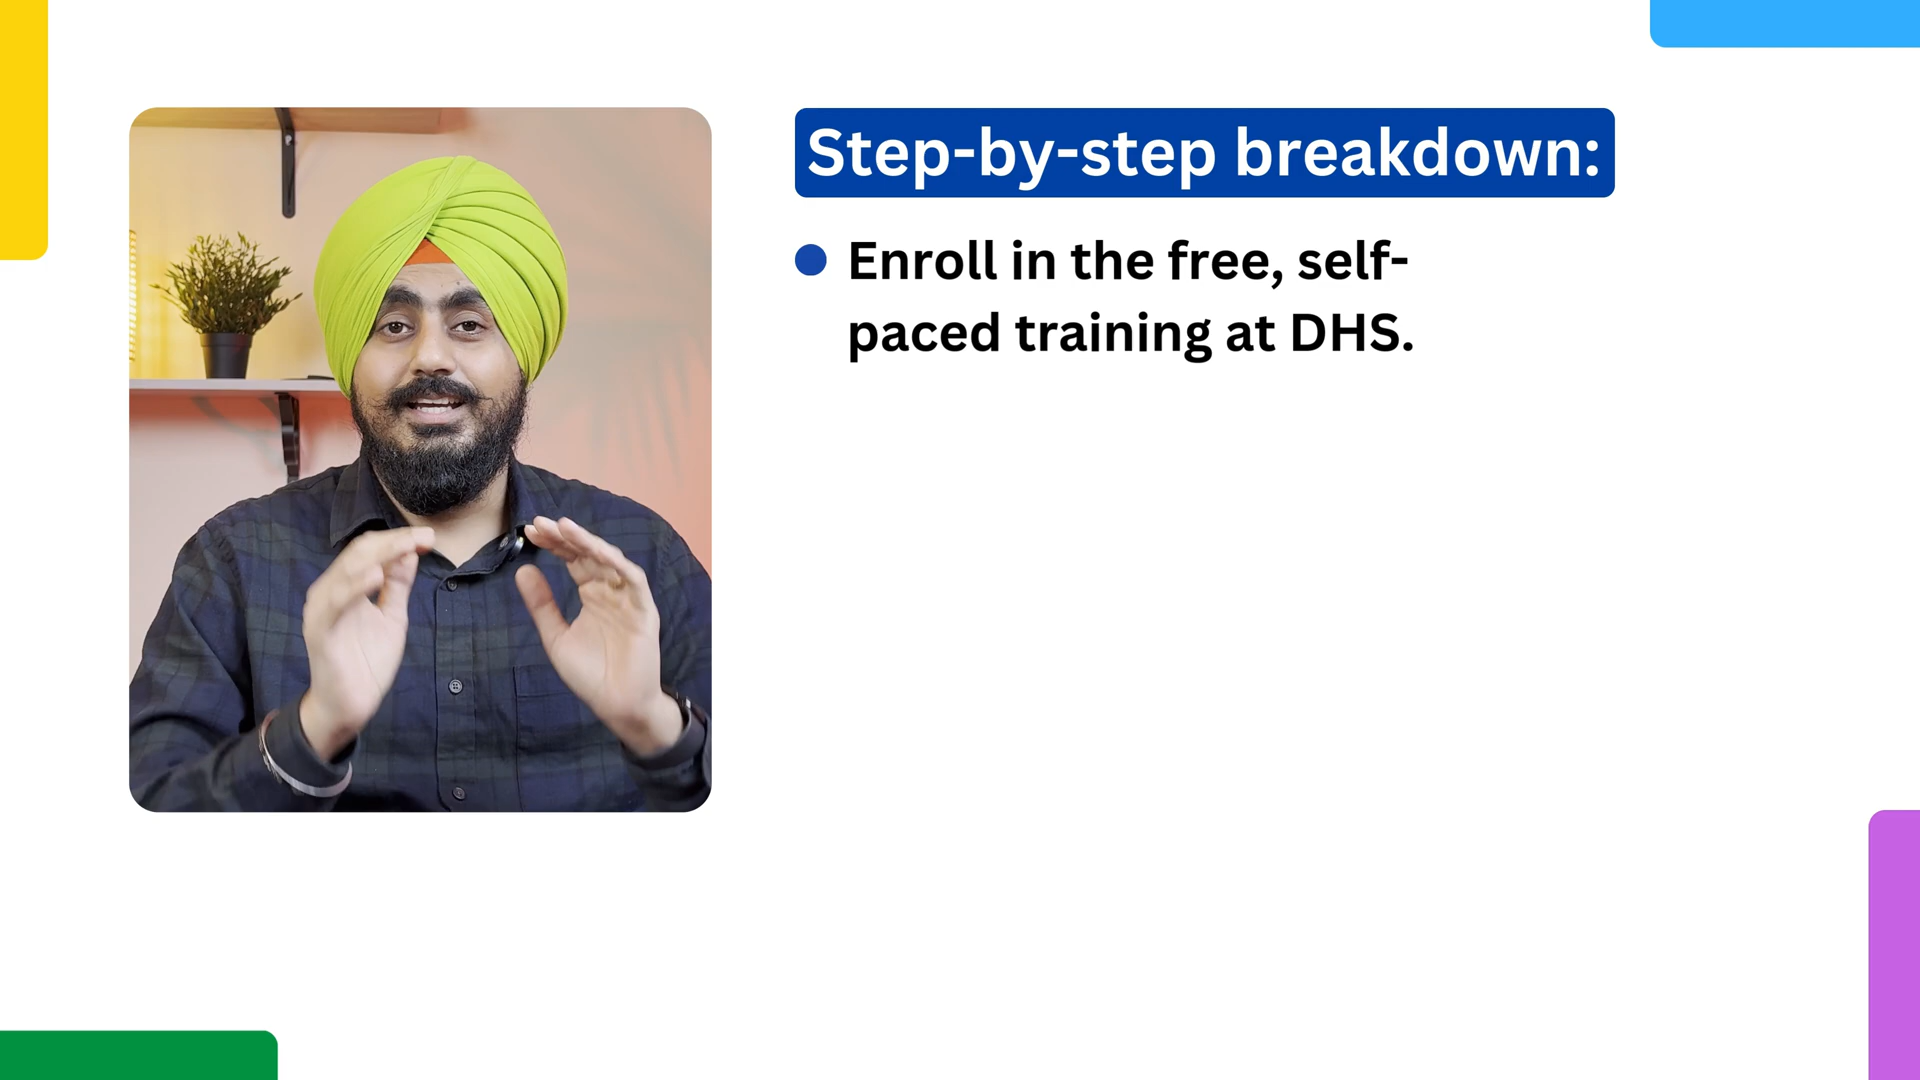 Step-by-step breakdown:
Enroll in the free, self-
paced training at DHS.